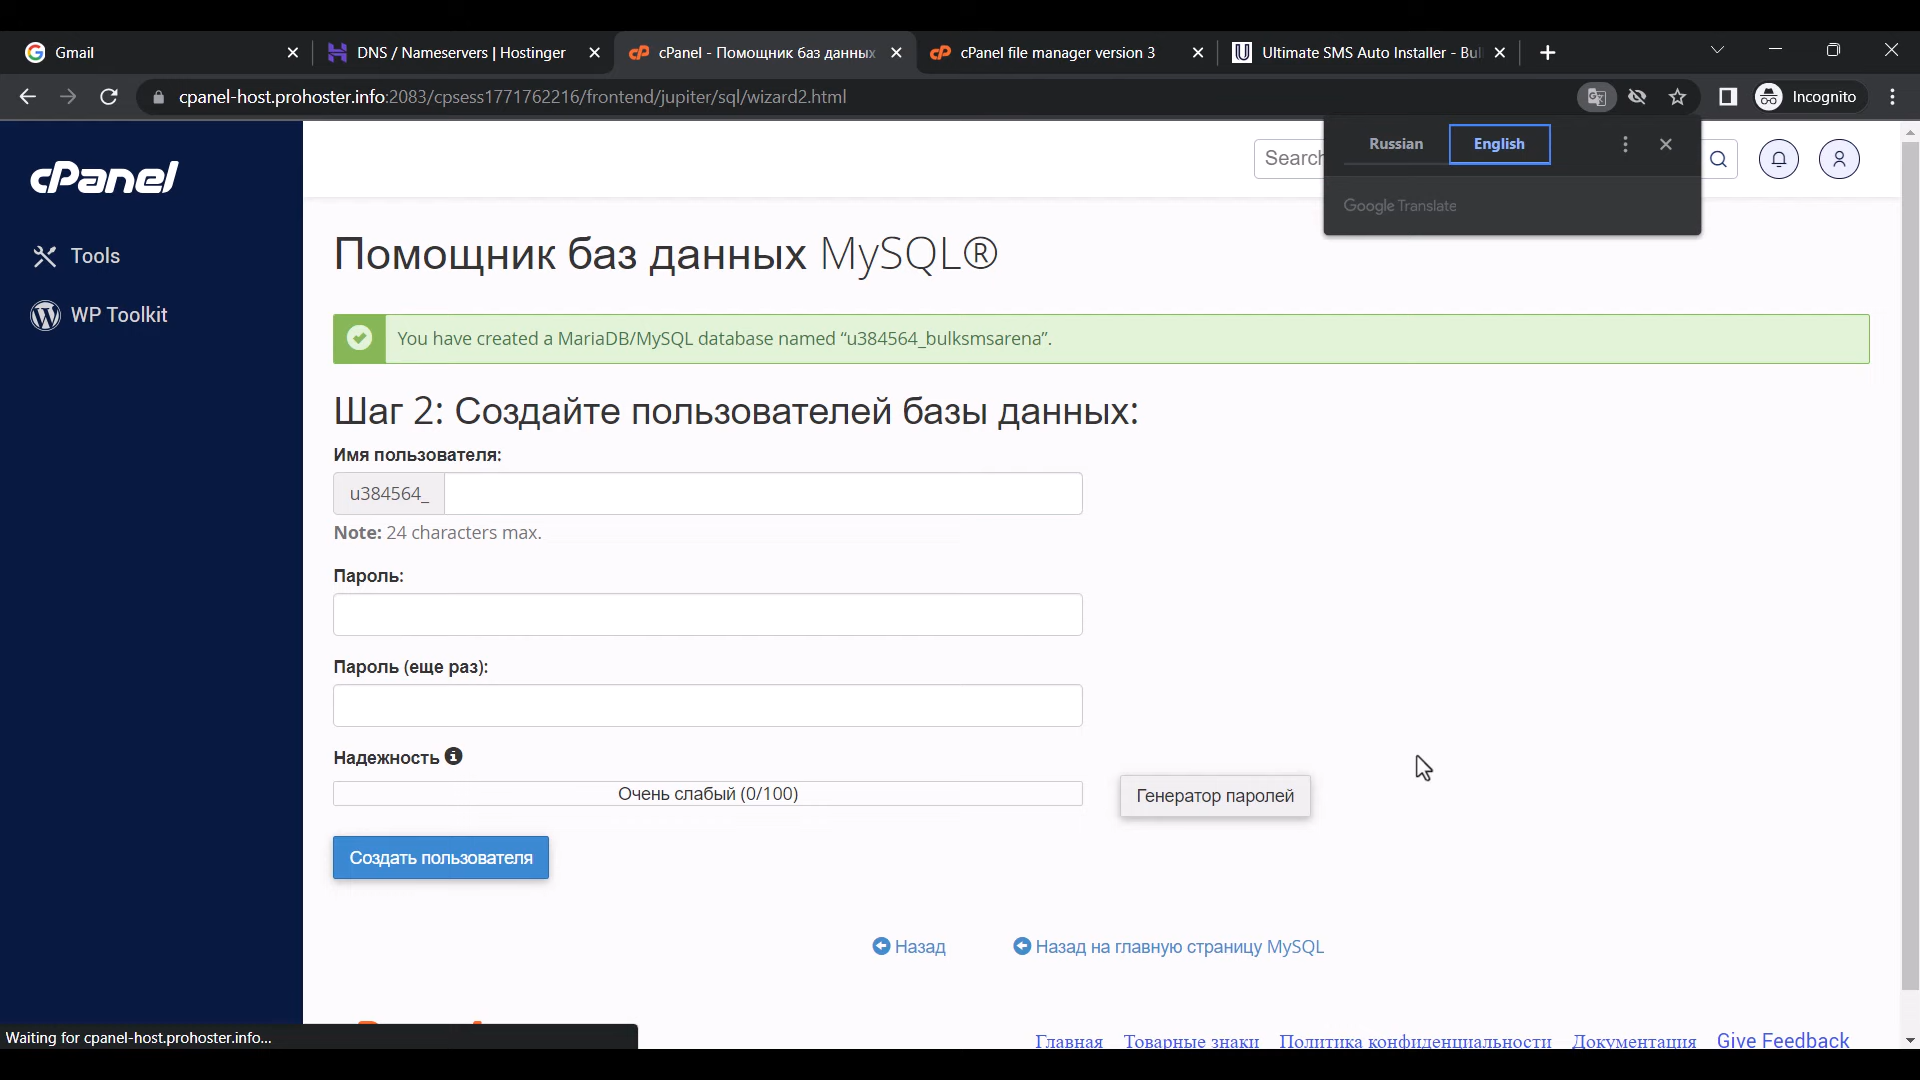 Gmail
DNS / Nameservers | Hostinger
cPanel - Помощник баз данных
cPanel file manager version 3
Ultimate SMS Auto Installer - Bul
cpanel-host.prohoster.info:2083/cpsess1771762216/frontend/jupiter/sql/wizard2.html
Incognito
cPanel
Search
Russian
English
Google Translate
Tools
WP Toolkit
Помощник баз данных MySQL®
You have created a MariaDB/MySQL database named “u384564_bulksmsarena”.
Шаг 2: Создайте пользователей базы данных:
Имя пользователя:
u384564_
Note: 24 characters max.
Пароль:
Пароль (еще раз):
Надежность
Очень слабый (0/100)
Генератор паролей
Создать пользователя
Назад
Назад на главную страницу MySQL
Waiting for cpanel-host.prohoster.info...
Главная
Товарные знаки
Политика конфиденциальности
Документация
Give Feedback